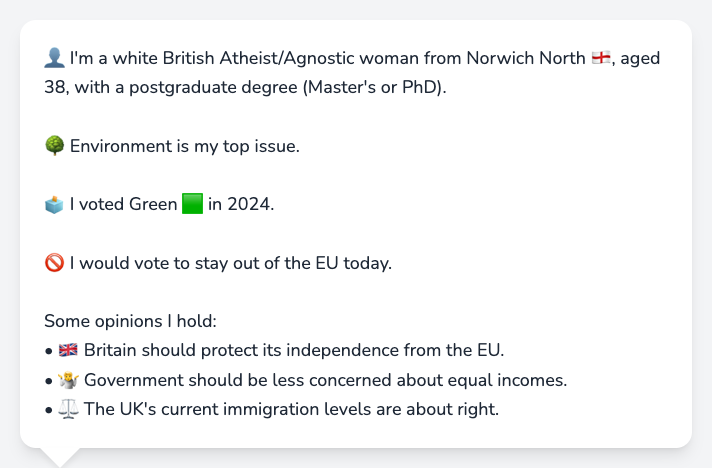 👤 I'm a white British Atheist/Agnostic woman from Norwich North 🏴󠁧󠁢󠁥󠁮󠁧󠁿, aged
38, with a postgraduate degree (Master's or PhD).
🌳 Environment is my top issue.
🗳️ I voted Green 🟩 in 2024.
🚫 I would vote to stay out of the EU today.
Some opinions I hold:
• 🇬🇧 Britain should protect its independence from the EU.
• 🤷 Government should be less concerned about equal incomes.
• ⚖️ The UK's current immigration levels are about right.